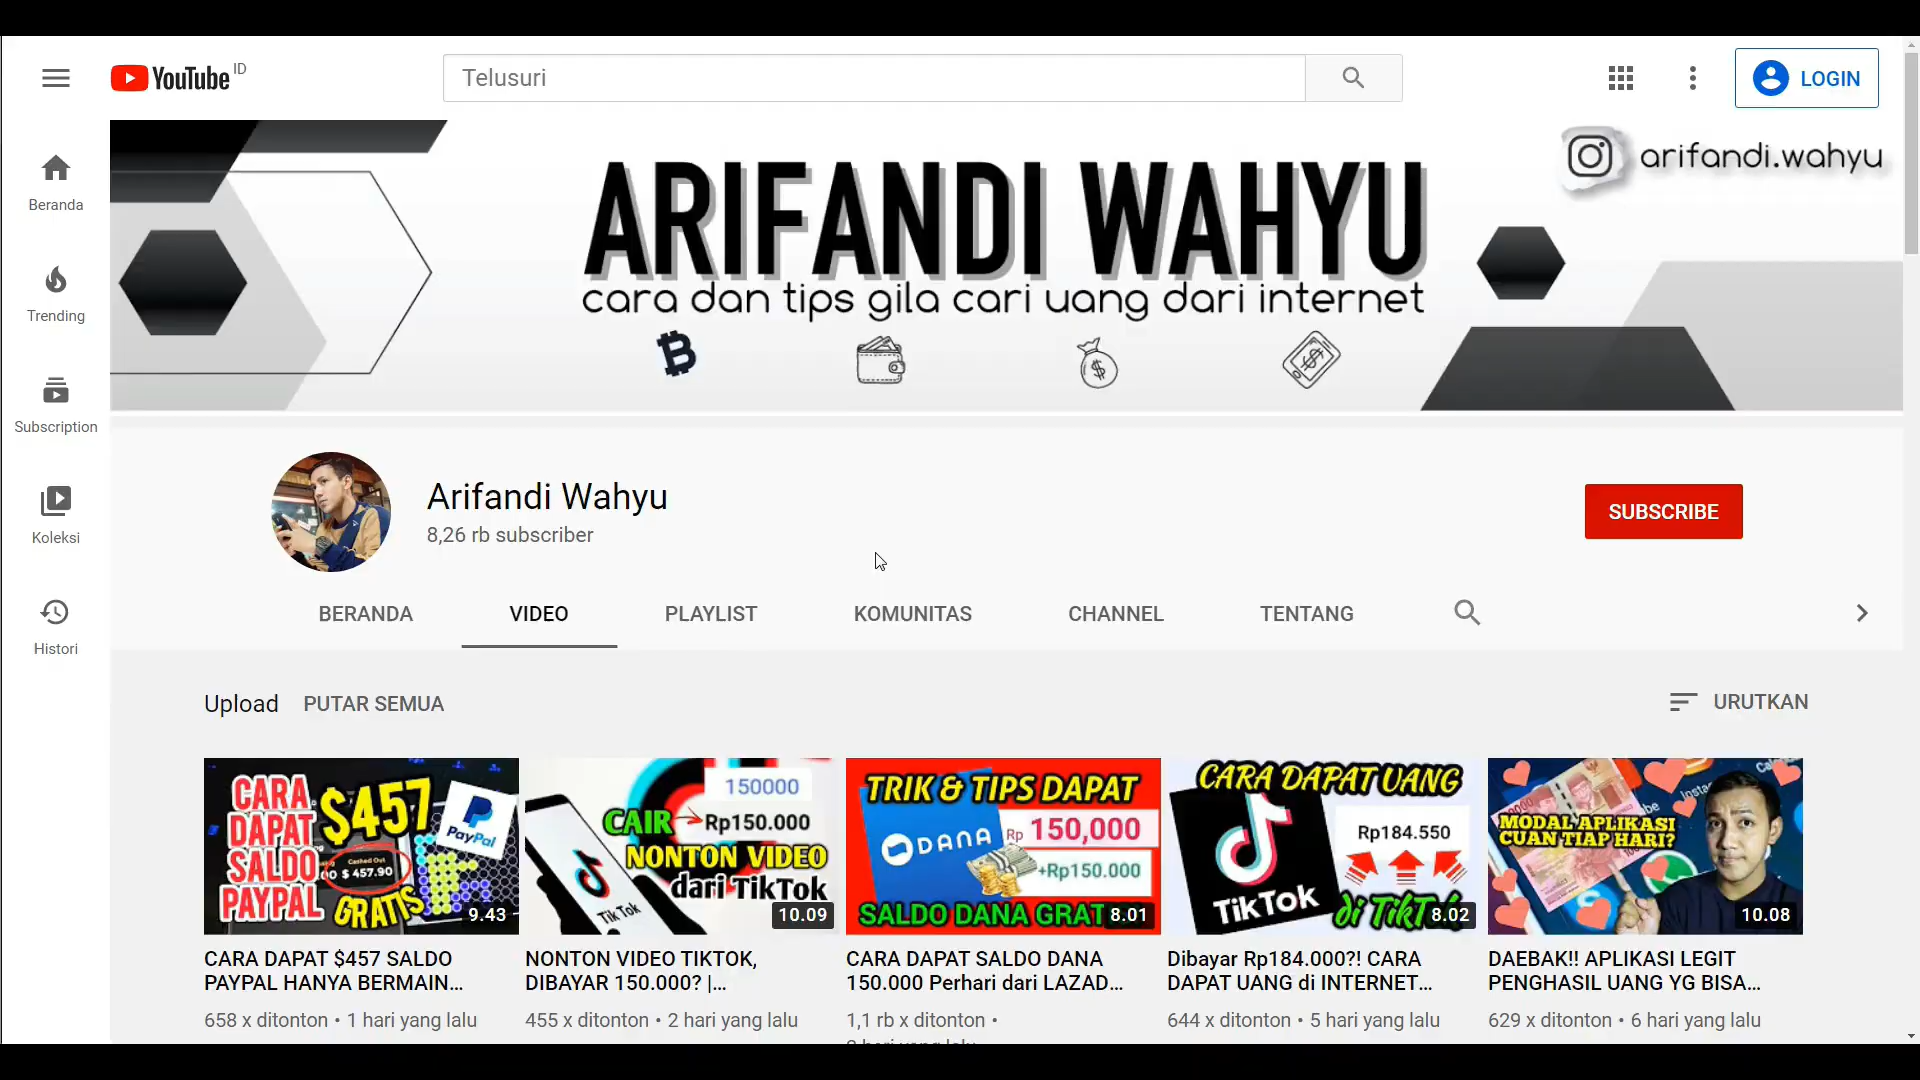 YouTube ID
Telusuri
LOGIN
Beranda
Trending
Subscription
Koleksi
Histori
arifandi.wahyu
ARIFANDI WAHYU
cara dan tips gila cari uang dari internet
Arifandi Wahyu
8,26 rb subscriber
SUBSCRIBE
BERANDA VIDEO PLAYLIST KOMUNITAS CHANNEL TENTANG
Upload PUTAR SEMUA
URUTKAN
CARA
DAPAT
SALDO
PAYPAL
$457
PayPal
Cashed Out
$ 457.90
GRATIS
9.43
150000
CAIR
Rp150.000
NONTON VIDEO
dari TikTok
TikTok
10.09
TRIK & TIPS DAPAT
DANA
Rp 150,000
+Rp150.000
SALDO DANA GRAT
8.01
CARA DAPAT UANG
Rp184.550
TikTok
di TikT
8.02
MODAL APLIKASI
CUAN TIAP HARI?
10.08
CARA DAPAT $457 SALDO
PAYPAL HANYA BERMAIN...
658 x ditonton • 1 hari yang lalu
NONTON VIDEO TIKTOK,
DIBAYAR 150.000? |...
455 x ditonton • 2 hari yang lalu
CARA DAPAT SALDO DANA
150.000 Perhari dari LAZAD...
1,1 rb x ditonton •
Dibayar Rp184.000?! CARA
DAPAT UANG di INTERNET...
644 x ditonton • 5 hari yang lalu
DAEBAK!! APLIKASI LEGIT
PENGHASIL UANG YG BISA...
629 x ditonton • 6 hari yang lalu